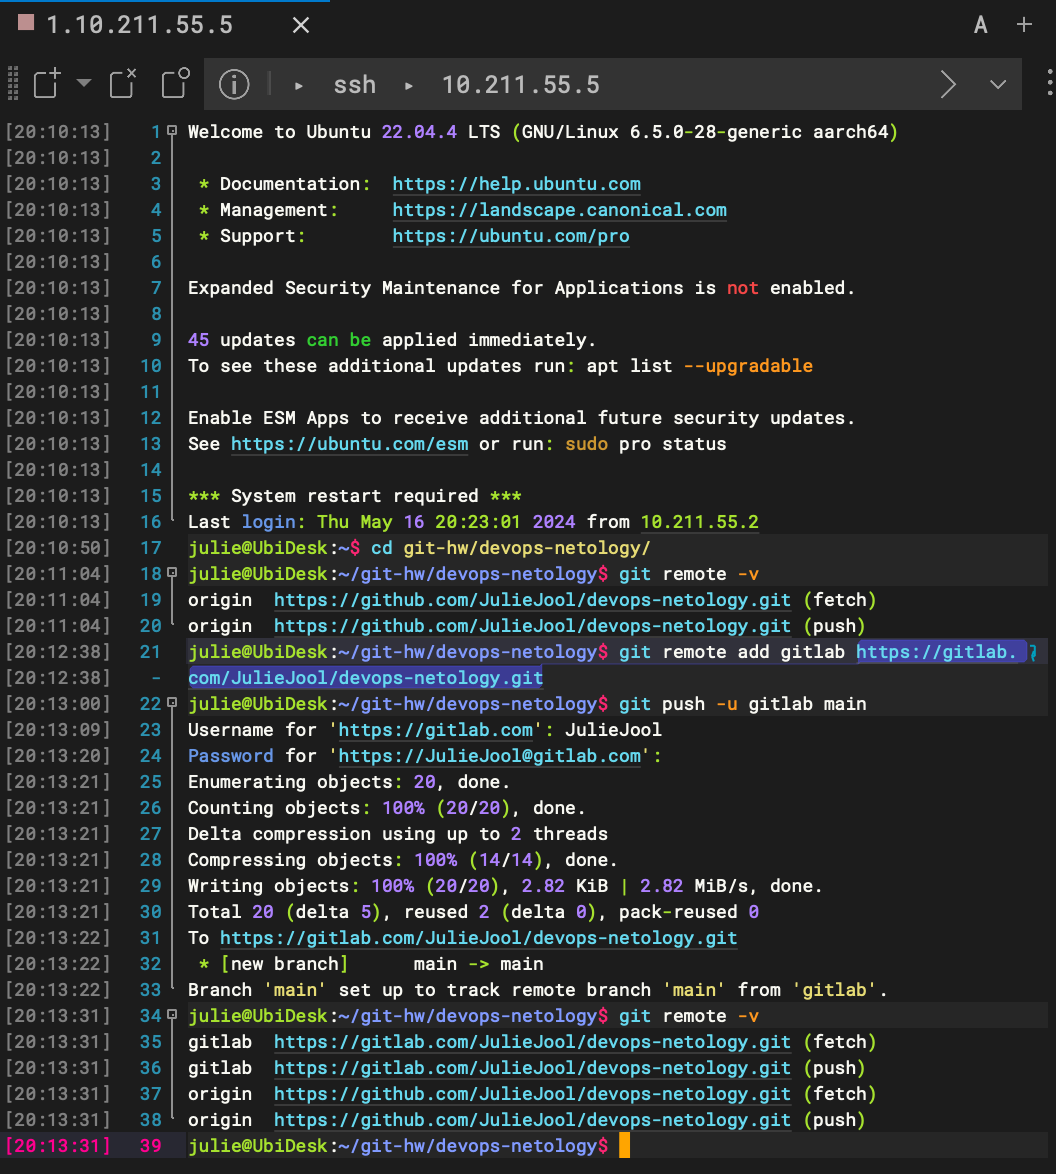 1.10.211.55.5 × A +
ssh 10.211.55.5
[20:10:13] 1 Welcome to Ubuntu 22.04.4 LTS (GNU/Linux 6.5.0-28-generic aarch64)
[20:10:13] 2
[20:10:13] 3 * Documentation: https://help.ubuntu.com
[20:10:13] 4 * Management: https://landscape.canonical.com
[20:10:13] 5 * Support: https://ubuntu.com/pro
[20:10:13] 6
[20:10:13] 7 Expanded Security Maintenance for Applications is not enabled.
[20:10:13] 8
[20:10:13] 9 45 updates can be applied immediately.
[20:10:13] 10 To see these additional updates run: apt list --upgradable
[20:10:13] 11
[20:10:13] 12 Enable ESM Apps to receive additional future security updates.
[20:10:13] 13 See https://ubuntu.com/esm or run: sudo pro status
[20:10:13] 14
[20:10:13] 15 *** System restart required ***
[20:10:13] 16 Last login: Thu May 16 20:23:01 2024 from 10.211.55.2
[20:10:50] 17 julie@UbiDesk:~$ cd git-hw/devops-netology/
[20:11:04] 18 julie@UbiDesk:~/git-hw/devops-netology$ git remote -v
[20:11:04] 19 origin https://github.com/JulieJool/devops-netology.git (fetch)
[20:11:04] 20 origin https://github.com/JulieJool/devops-netology.git (push)
[20:12:38] 21 julie@UbiDesk:~/git-hw/devops-netology$ git remote add gitlab https://gitlab.
[20:12:38] - com/JulieJool/devops-netology.git
[20:13:00] 22 julie@UbiDesk:~/git-hw/devops-netology$ git push -u gitlab main
[20:13:09] 23 Username for 'https://gitlab.com': JulieJool
[20:13:20] 24 Password for 'https://JulieJool@gitlab.com':
[20:13:21] 25 Enumerating objects: 20, done.
[20:13:21] 26 Counting objects: 100% (20/20), done.
[20:13:21] 27 Delta compression using up to 2 threads
[20:13:21] 28 Compressing objects: 100% (14/14), done.
[20:13:21] 29 Writing objects: 100% (20/20), 2.82 KiB | 2.82 MiB/s, done.
[20:13:21] 30 Total 20 (delta 5), reused 2 (delta 0), pack-reused 0
[20:13:22] 31 To https://gitlab.com/JulieJool/devops-netology.git
[20:13:22] 32 * [new branch] main -> main
[20:13:22] 33 Branch 'main' set up to track remote branch 'main' from 'gitlab'.
[20:13:31] 34 julie@UbiDesk:~/git-hw/devops-netology$ git remote -v
[20:13:31] 35 gitlab https://gitlab.com/JulieJool/devops-netology.git (fetch)
[20:13:31] 36 gitlab https://gitlab.com/JulieJool/devops-netology.git (push)
[20:13:31] 37 origin https://github.com/JulieJool/devops-netology.git (fetch)
[20:13:31] 38 origin https://github.com/JulieJool/devops-netology.git (push)
[20:13:31] 39 julie@UbiDesk:~/git-hw/devops-netology$